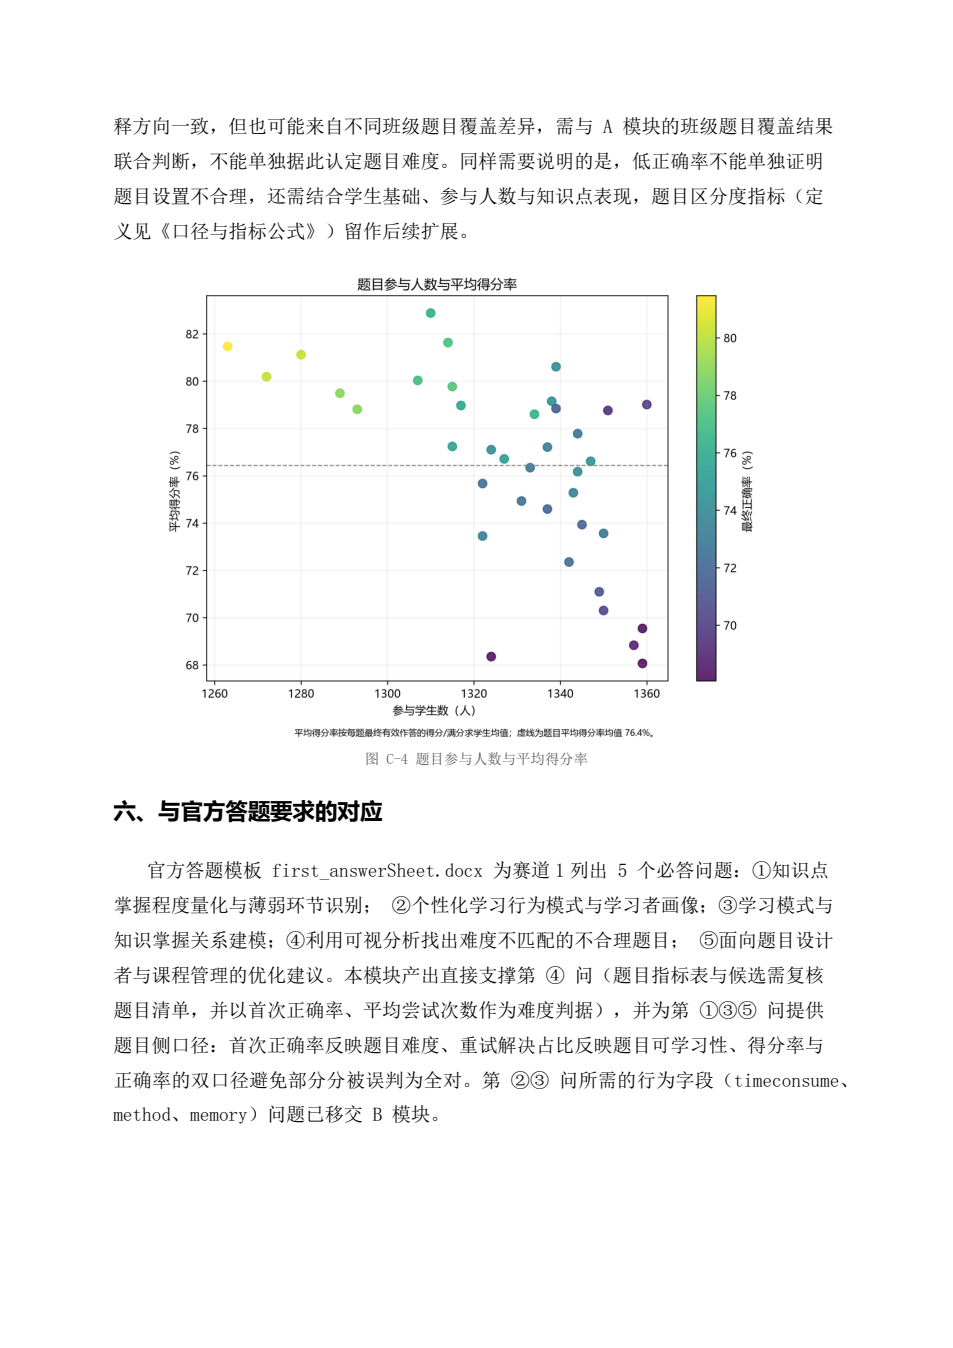 释方向一致，但也可能来自不同班级题目覆盖差异，需与 A 模块的班级题目覆盖结果
联合判断，不能单独据此认定题目难度。同样需要说明的是，低正确率不能单独证明
题目设置不合理，还需结合学生基础、参与人数与知识点表现，题目区分度指标（定
义见《口径与指标公式》）留作后续扩展。
题目参与人数与平均得分率
82
80
78
76
74
72
70
68
平均得分率（%）
1260 1280 1300 1320 1340 1360
参与学生数（人）
80
78
76
74
72
70
最终正确率（%）
平均得分率按每题最终有效作答的得分/满分求学生均值；虚线为题目平均得分率均值 76.4%。
图 C-4 题目参与人数与平均得分率
六、与官方答题要求的对应
官方答题模板 first_answerSheet.docx 为赛道 1 列出 5 个必答问题：①知识点
掌握程度量化与薄弱环节识别； ②个性化学习行为模式与学习者画像；③学习模式与
知识掌握关系建模；④利用可视分析找出难度不匹配的不合理题目； ⑤面向题目设计
者与课程管理的优化建议。本模块产出直接支撑第 ④ 问（题目指标表与候选需复核
题目清单，并以首次正确率、平均尝试次数作为难度判据），并为第 ①③⑤ 问提供
题目侧口径：首次正确率反映题目难度、重试解决占比反映题目可学习性、得分率与
正确率的双口径避免部分分被误判为全对。第 ②③ 问所需的行为字段（timeconsume、
method、memory）问题已移交 B 模块。